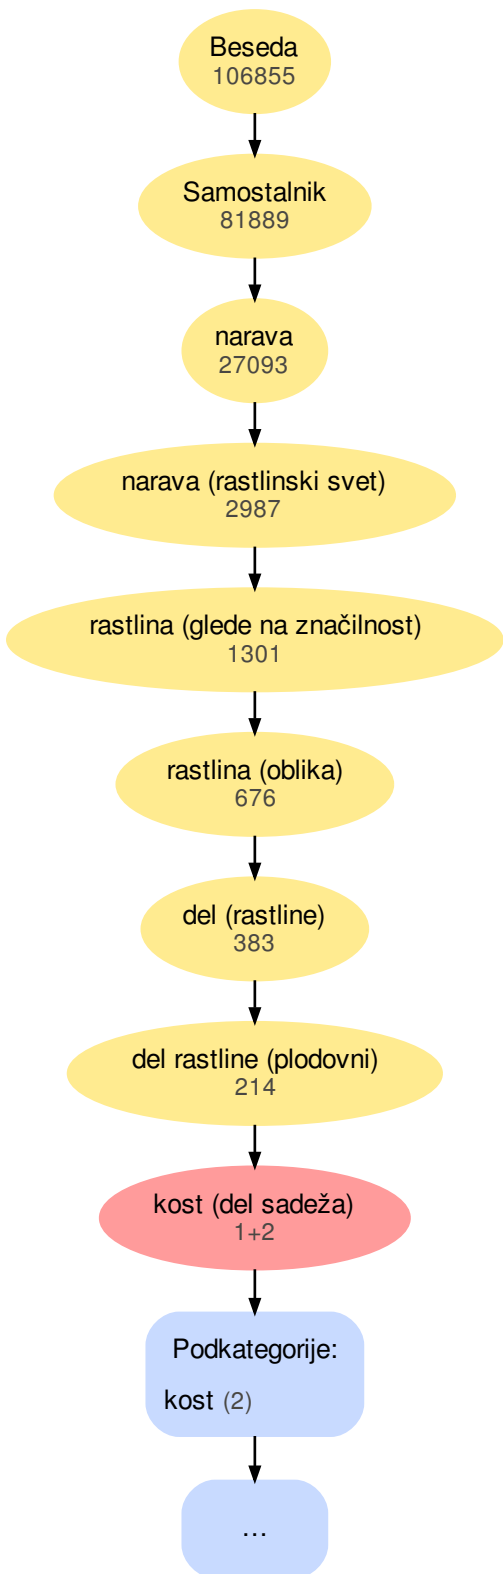 Beseda
106855
Samostalnik
81889
narava
27093
narava (rastlinski svet)
2987
rastlina (glede na značilnost)
1301
rastlina (oblika)
676
del (rastline)
383
del rastline (plodovni)
214
kost (del sadeža)
1+2
Podkategorije:
kost (2)
...